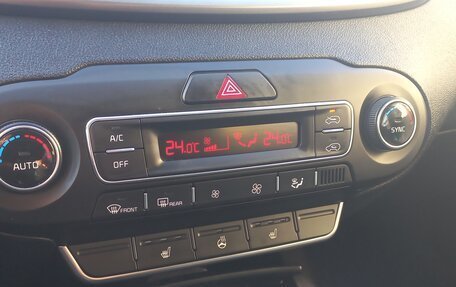 A/C
24.0C
24.0C
AUTO
SYNC
OFF
FRONT
REAR